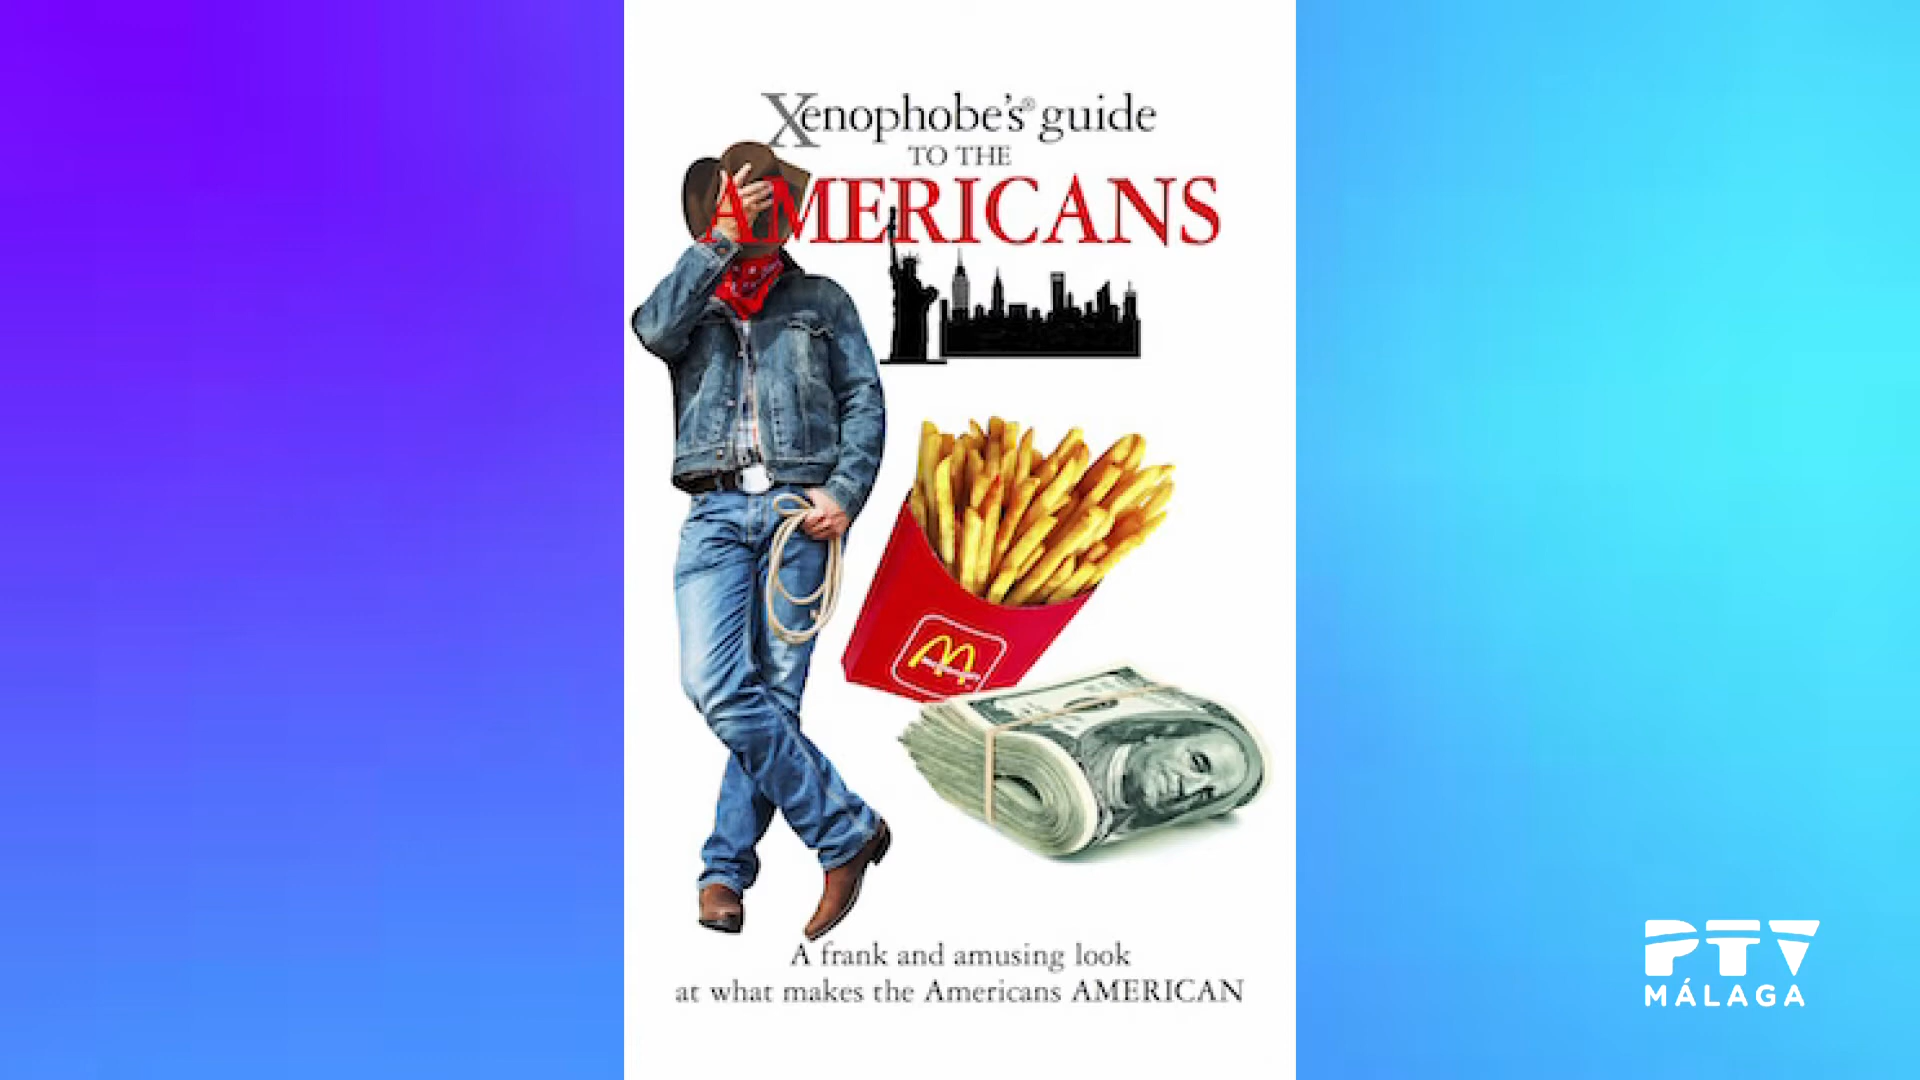 Xenophobe's® guide
TO THE
AMERICANS
A frank and amusing look
at what makes the Americans AMERICAN
PTV
MÁLAGA